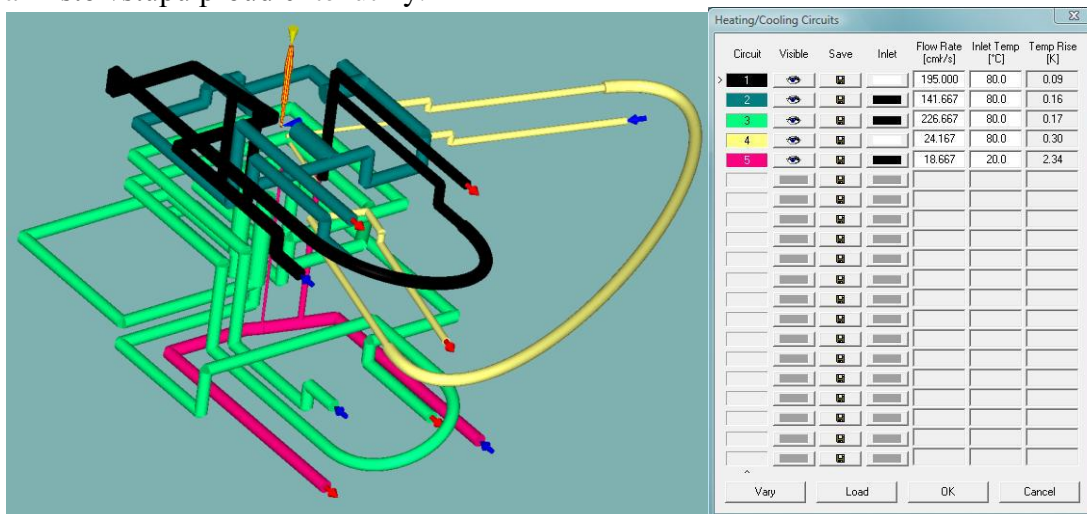 Heating/Cooling Circuits
Circuit Visible Save Inlet Flow Rate [cm³/s] Inlet Temp [°C] Temp Rise [K]
> 1 195.000 80.0 0.09
2 141.667 80.0 0.16
3 226.667 80.0 0.17
4 24.167 80.0 0.30
5 18.667 20.0 2.34
^
Vary Load OK Cancel